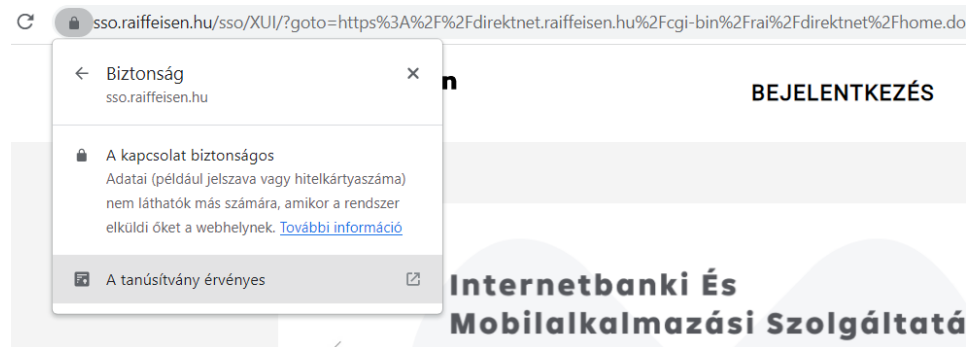 sso.raiffeisen.hu/sso/XUI/?goto=https%3A%2F%2Fdirektnet.raiffeisen.hu%2Fcgi-bin%2Frai%2Fdirektnet%2Fhome.do
Biztonság
sso.raiffeisen.hu
n
BEJELENTKEZÉS
A kapcsolat biztonságos
Adatai (például jelszava vagy hitelkártyaszáma)
nem láthatók más számára, amikor a rendszer
elküldi őket a webhelynek. További információ
A tanúsítvány érvényes
Internetbanki És
Mobilalkalmazási Szolgáltatá